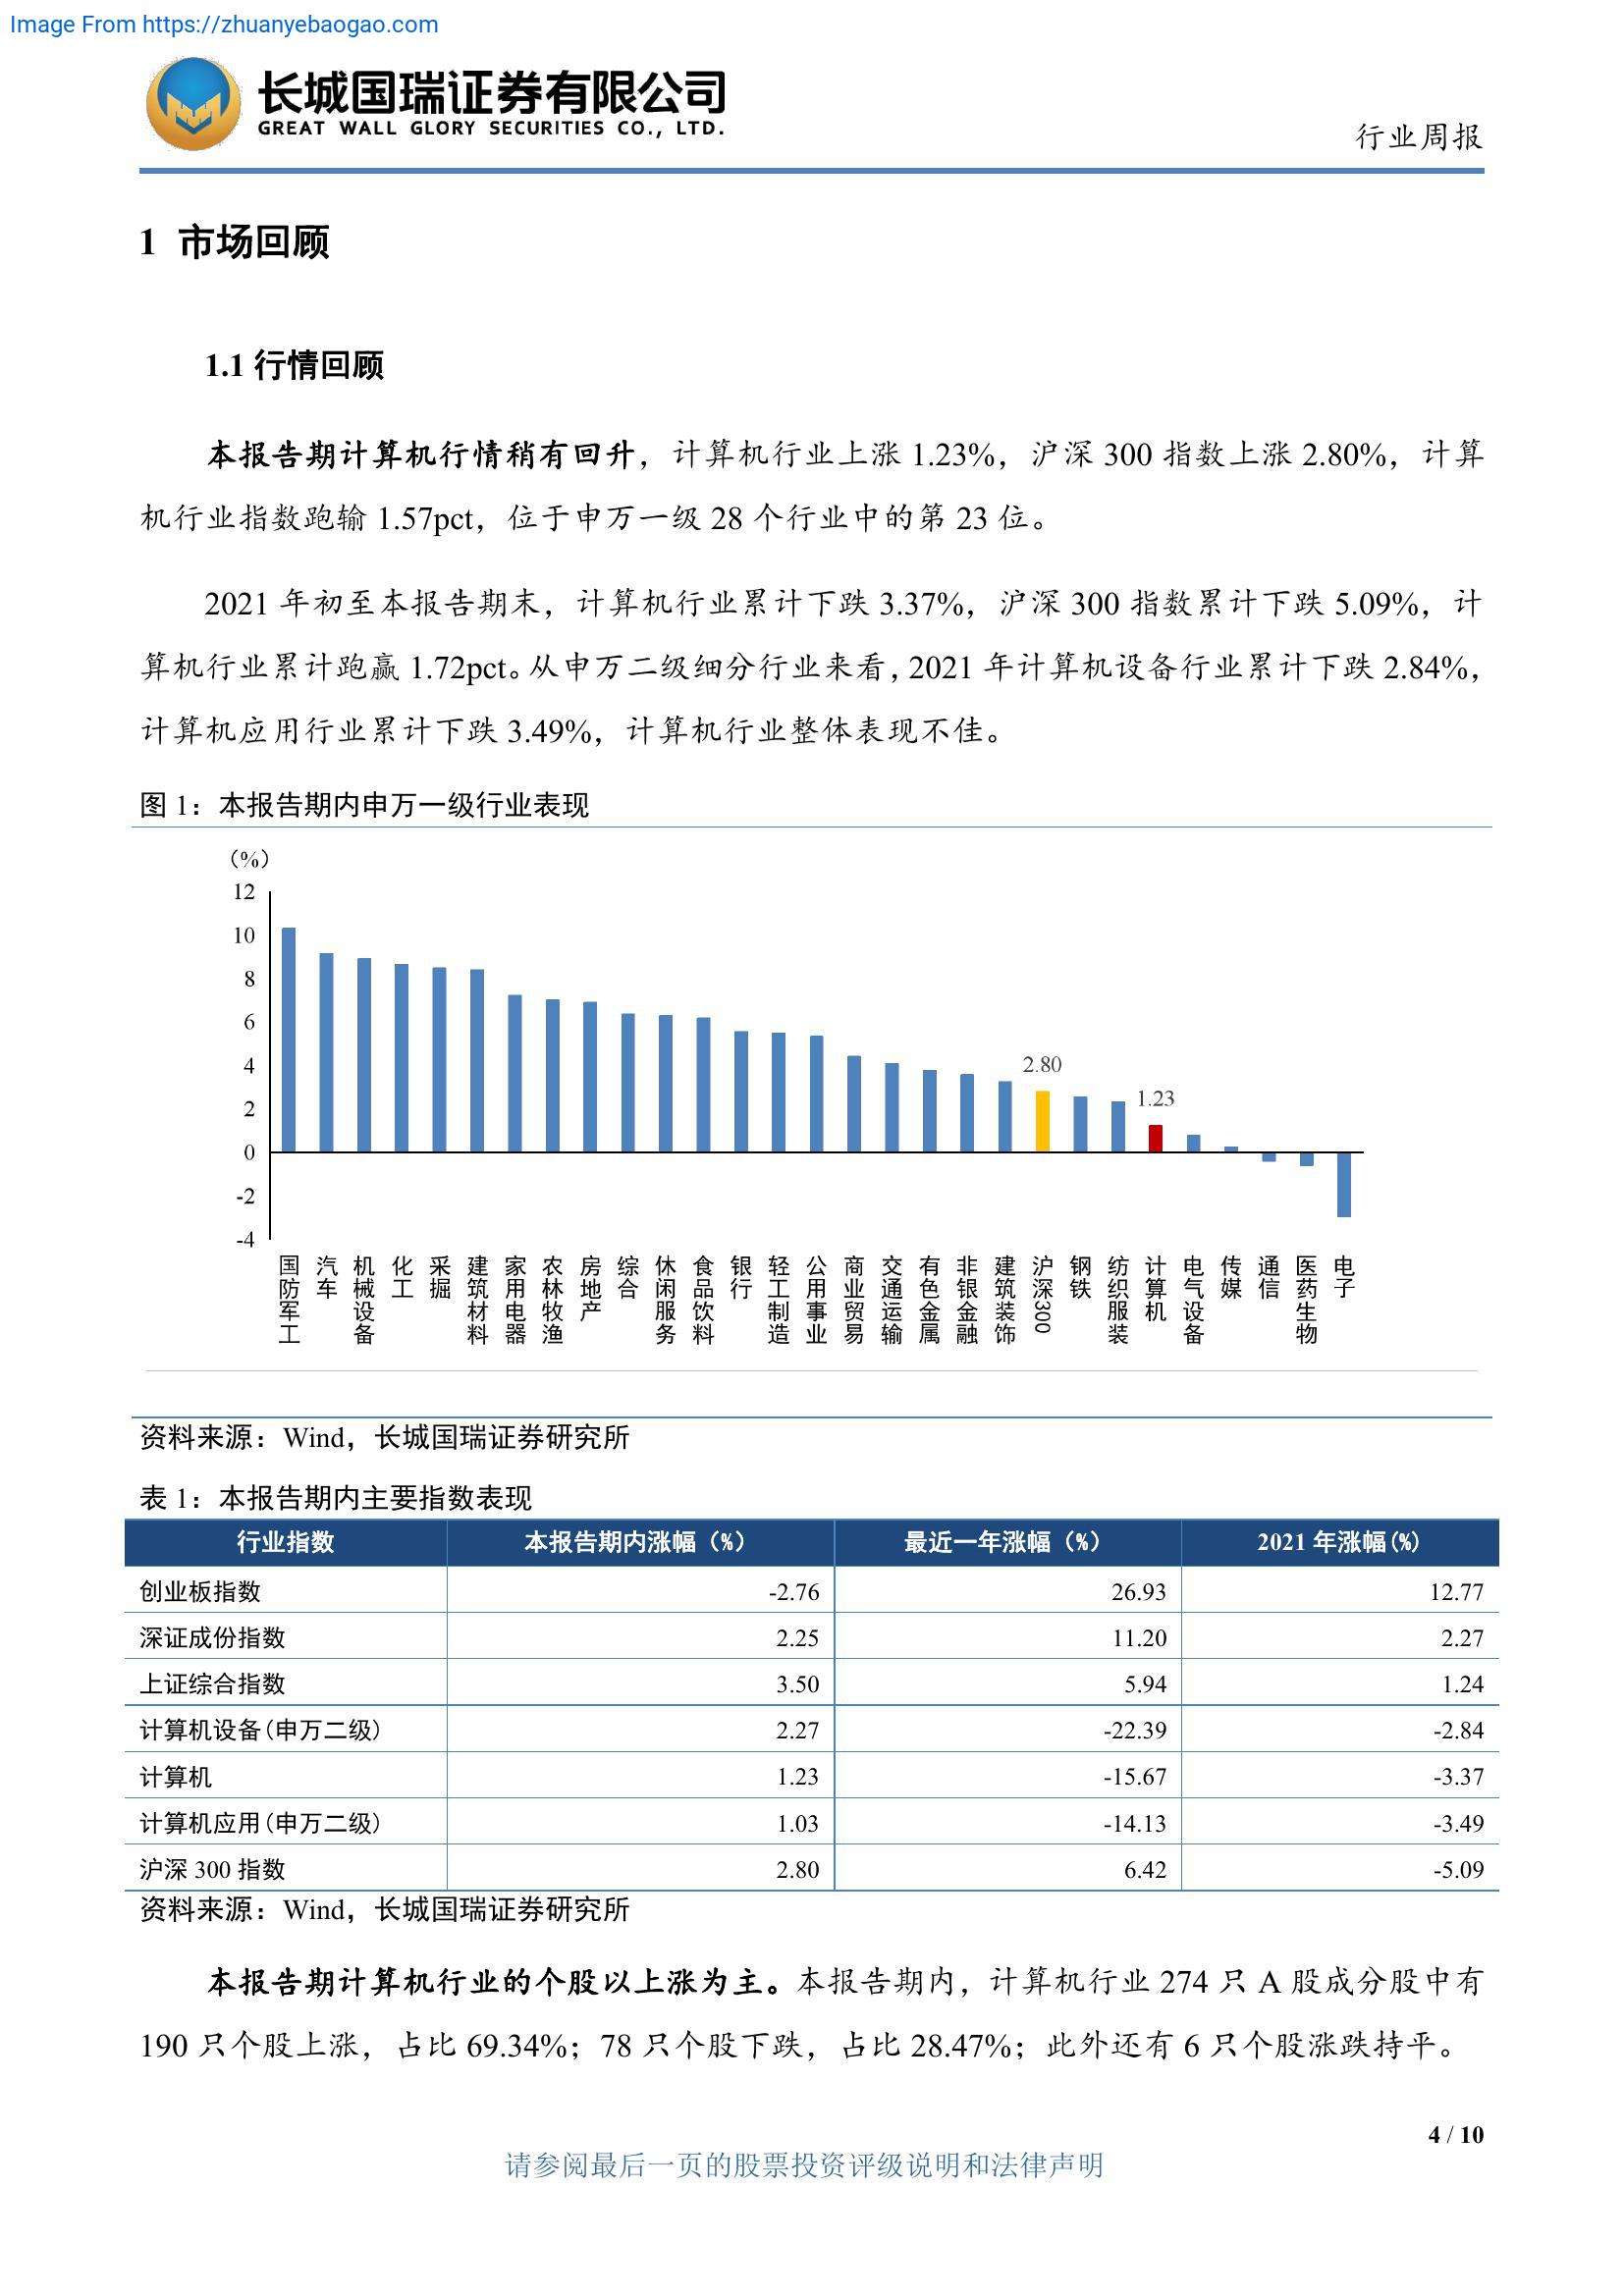 Image From https://zhuanyebaogao.com
长城国瑞证券有限公司
GREAT WALL GLORY SECURITIES CO., LTD.
行业周报
1 市场回顾
1.1 行情回顾
本报告期计算机行情稍有回升，计算机行业上涨 1.23%，沪深 300 指数上涨 2.80%，计算
机行业指数跑输 1.57pct，位于申万一级 28 个行业中的第 23 位。
2021 年初至本报告期末，计算机行业累计下跌 3.37%，沪深 300 指数累计下跌 5.09%，计
算机行业累计跑赢 1.72pct。从申万二级细分行业来看，2021 年计算机设备行业累计下跌 2.84%，
计算机应用行业累计下跌 3.49%，计算机行业整体表现不佳。
图 1：本报告期内申万一级行业表现
（%）
12
10
8
6
4
2
0
-2
-4
2.80
1.23
国防军工
汽车
机械设备
化工
采掘
建筑材料
家用电器
农林牧渔
房地产
综合
休闲服务
食品饮料
银行
轻工制造
公用事业
商业贸易
交通运输
有色金属
非银金融
建筑装饰
沪深300
钢铁
纺织服装
计算机
电气设备
传媒
通信
医药生物
电子
资料来源：Wind，长城国瑞证券研究所
表 1：本报告期内主要指数表现
行业指数 本报告期内涨幅（%） 最近一年涨幅（%） 2021 年涨幅(%)
创业板指数 -2.76 26.93 12.77
深证成份指数 2.25 11.20 2.27
上证综合指数 3.50 5.94 1.24
计算机设备(申万二级) 2.27 -22.39 -2.84
计算机 1.23 -15.67 -3.37
计算机应用(申万二级) 1.03 -14.13 -3.49
沪深 300 指数 2.80 6.42 -5.09
资料来源：Wind，长城国瑞证券研究所
本报告期计算机行业的个股以上涨为主。本报告期内，计算机行业 274 只 A 股成分股中有
190 只个股上涨，占比 69.34%；78 只个股下跌，占比 28.47%；此外还有 6 只个股涨跌持平。
4 / 10
请参阅最后一页的股票投资评级说明和法律声明